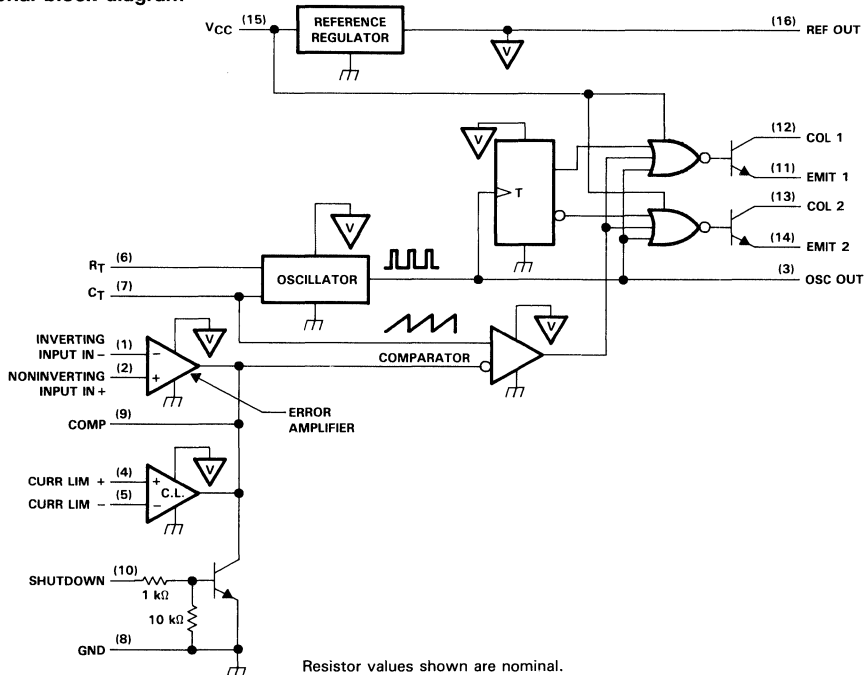 onal block diagram
VCC (15)
REFERENCE
REGULATOR
V
(16) REF OUT
V
T
(12) COL 1
(11) EMIT 1
(13) COL 2
(14) EMIT 2
V
RT (6)
OSCILLATOR
(3) OSC OUT
CT (7)
INVERTING
INPUT IN − (1)
−
V
COMPARATOR
V
NONINVERTING
INPUT IN + (2)
+
ERROR
AMPLIFIER
COMP (9)
V
CURR LIM + (4)
+
C.L.
CURR LIM − (5)
−
SHUTDOWN (10)
1 kΩ
10 kΩ
GND (8)
Resistor values shown are nominal.